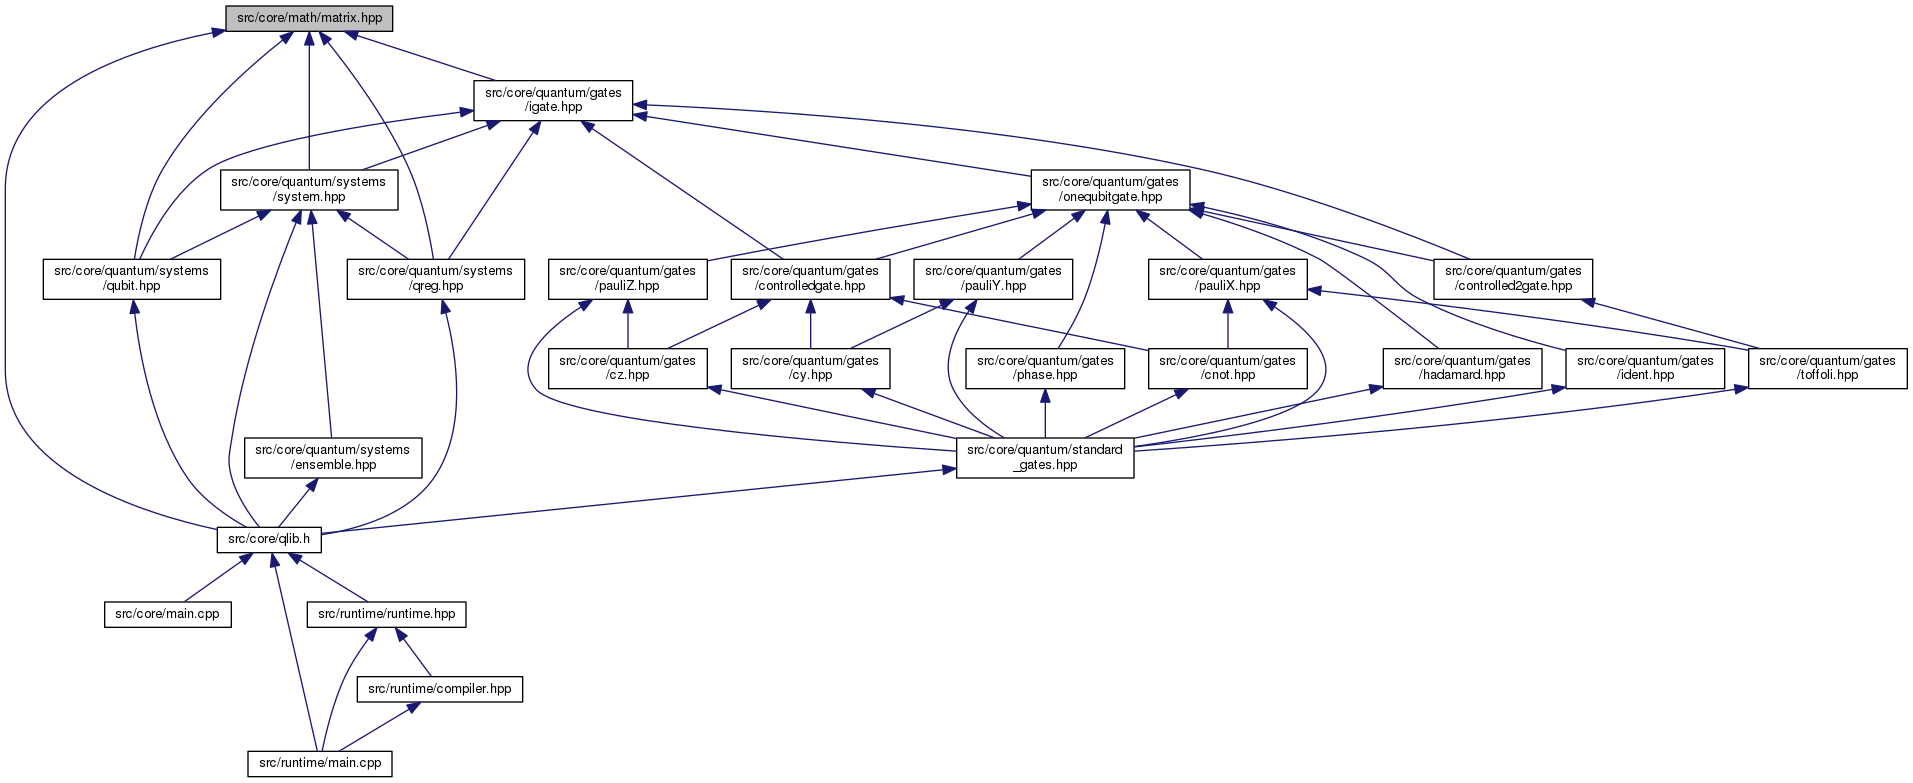 src/core/math/matrix.hpp
src/core/quantum/gates
/igate.hpp
src/core/quantum/systems
/system.hpp
src/core/quantum/gates
/onequbitgate.hpp
src/core/quantum/systems
/qubit.hpp
src/core/quantum/systems
/qreg.hpp
src/core/quantum/gates
/pauliZ.hpp
src/core/quantum/gates
/controlledgate.hpp
src/core/quantum/gates
/pauliY.hpp
src/core/quantum/gates
/pauliX.hpp
src/core/quantum/gates
/controlled2gate.hpp
src/core/quantum/gates
/cz.hpp
src/core/quantum/gates
/cy.hpp
src/core/quantum/gates
/phase.hpp
src/core/quantum/gates
/cnot.hpp
src/core/quantum/gates
/hadamard.hpp
src/core/quantum/gates
/ident.hpp
src/core/quantum/gates
/toffoli.hpp
src/core/quantum/systems
/ensemble.hpp
src/core/quantum/standard
_gates.hpp
src/core/qlib.h
src/core/main.cpp
src/runtime/runtime.hpp
src/runtime/compiler.hpp
src/runtime/main.cpp